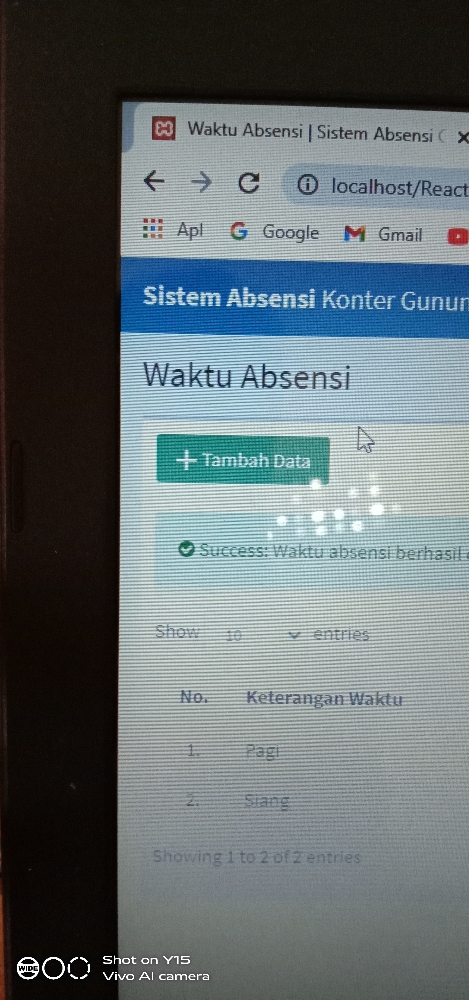 Waktu Absensi | Sistem Absensi
localhost/React
Apl Google Gmail
Sistem Absensi Konter Gunun
Waktu Absensi
+ Tambah Data
Success: Waktu absensi berhasil
Show 10 entries
No. Keterangan Waktu
1. Pagi
2. Siang
Showing 1 to 2 of 2 entries
WIDE
Shot on Y15
Vivo AI camera